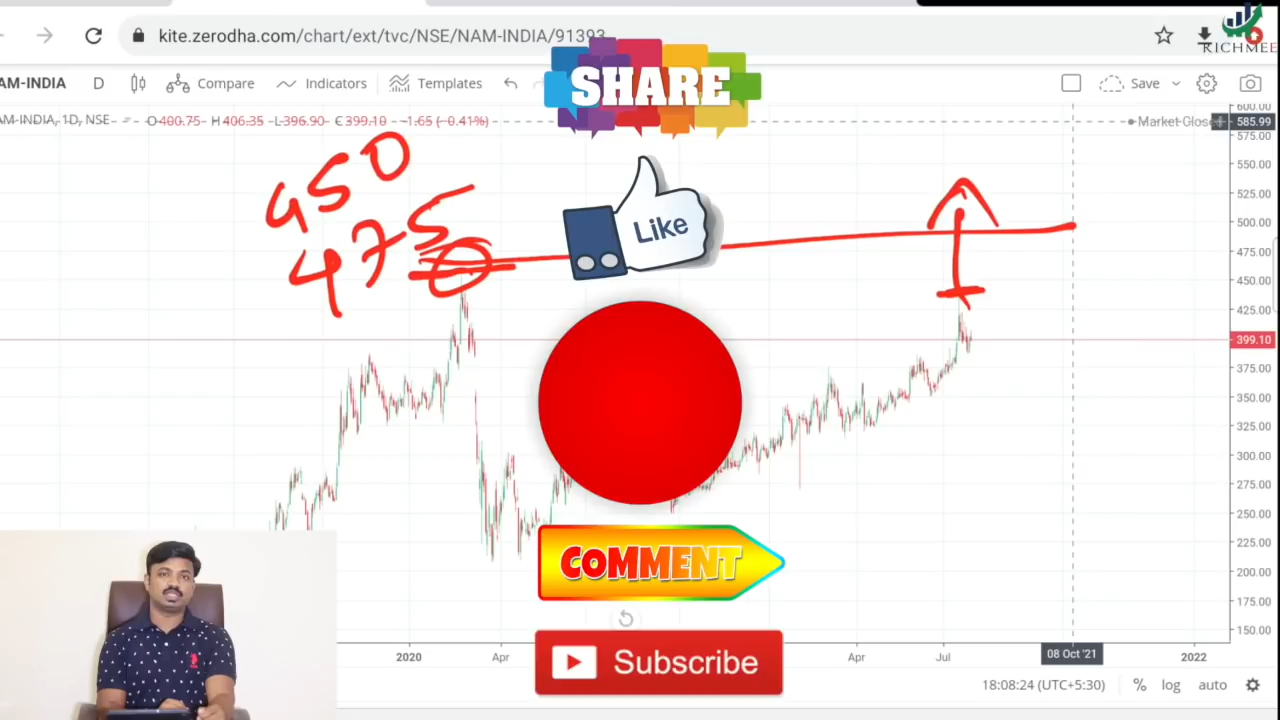 kite.zerodha.com/chart/ext/tvc/NSE/NAM-INDIA/91393
RICHMEE
AM-INDIA D Compare Indicators Templates Save
AM-INDIA, 1D, NSE O400.75 H406.35 L396.90 C399.10 −1.65 (−0.41%)
Market Close
600.00
585.99
575.00
550.00
525.00
500.00
475.00
450.00
425.00
399.10
375.00
350.00
325.00
300.00
275.00
250.00
225.00
200.00
175.00
150.00
450
475
SHARE
Like
COMMENT
Subscribe
2020 Apr Apr Jul 08 Oct '21 2022
18:08:24 (UTC+5:30) % log auto